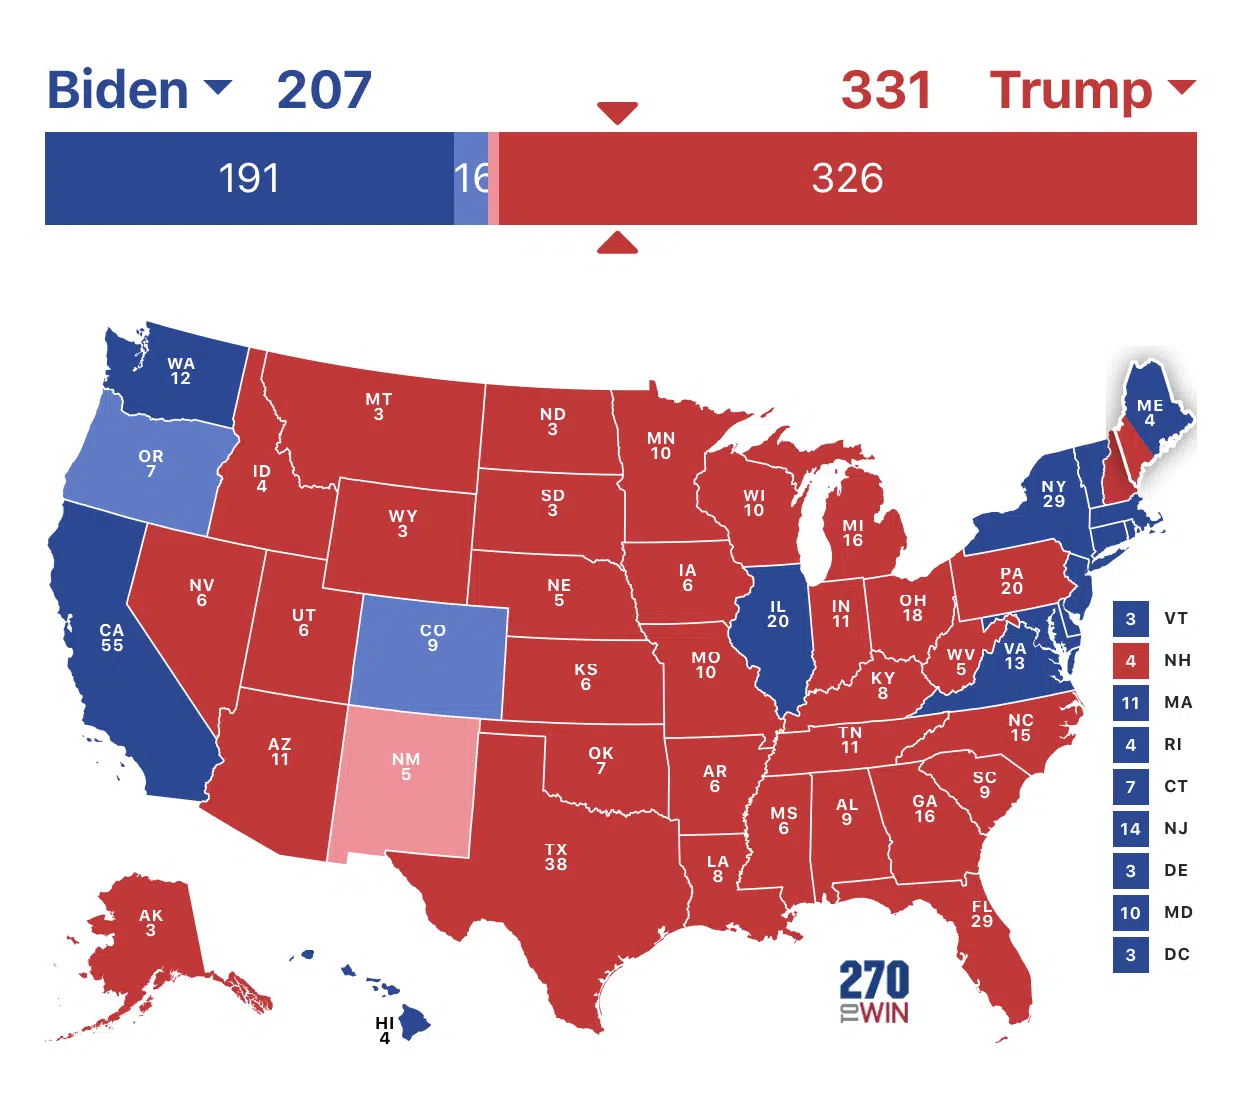 Biden 207
331 Trump
191
16
326
WA
12
OR
7
CA
55
NV
6
ID
4
MT
3
WY
3
UT
6
CO
9
AZ
11
NM
5
ND
3
SD
3
NE
5
KS
6
OK
7
TX
38
MN
10
IA
6
MO
10
AR
6
LA
8
WI
10
IL
20
MI
16
IN
11
OH
18
KY
8
TN
11
MS
6
AL
9
GA
16
FL
29
SC
9
NC
15
VA
13
WV
5
PA
20
NY
29
ME
4
AK
3
HI
4
3 VT
4 NH
11 MA
4 RI
7 CT
14 NJ
3 DE
10 MD
3 DC
270
TO WIN